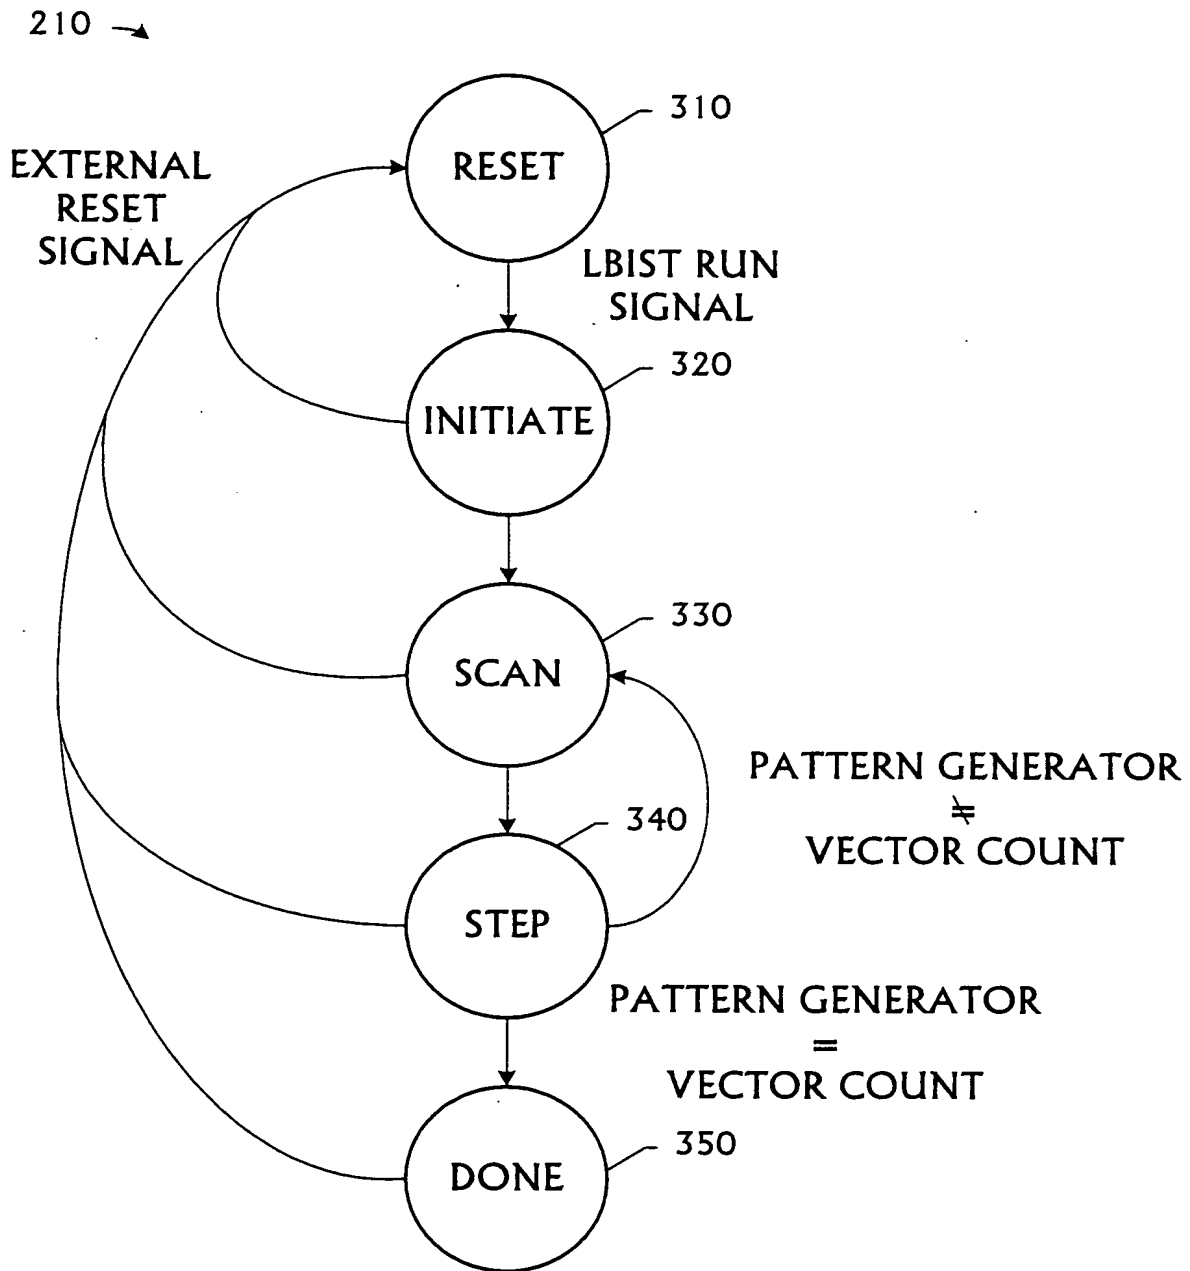 210
310
RESET
EXTERNAL
RESET
SIGNAL
LBIST RUN
SIGNAL
320
INITIATE
330
SCAN
PATTERN GENERATOR
≠
VECTOR COUNT
340
STEP
PATTERN GENERATOR
=
VECTOR COUNT
350
DONE